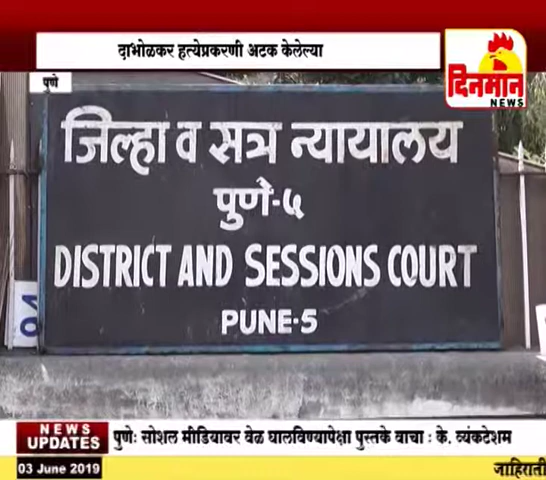 दाभोळकर हत्येप्रकरणी अटक केलेल्या
दिनमान
NEWS
पुणे
जिल्हा व सत्र न्यायालय
पुणे-५
DISTRICT AND SESSIONS COURT
PUNE-5
NEWS
UPDATES
पुणेः सोशल मीडियावर वेळ घालविण्यापेक्षा पुस्तके वाचा : के. व्यंकटेशम
03 June 2019
जाहिराती